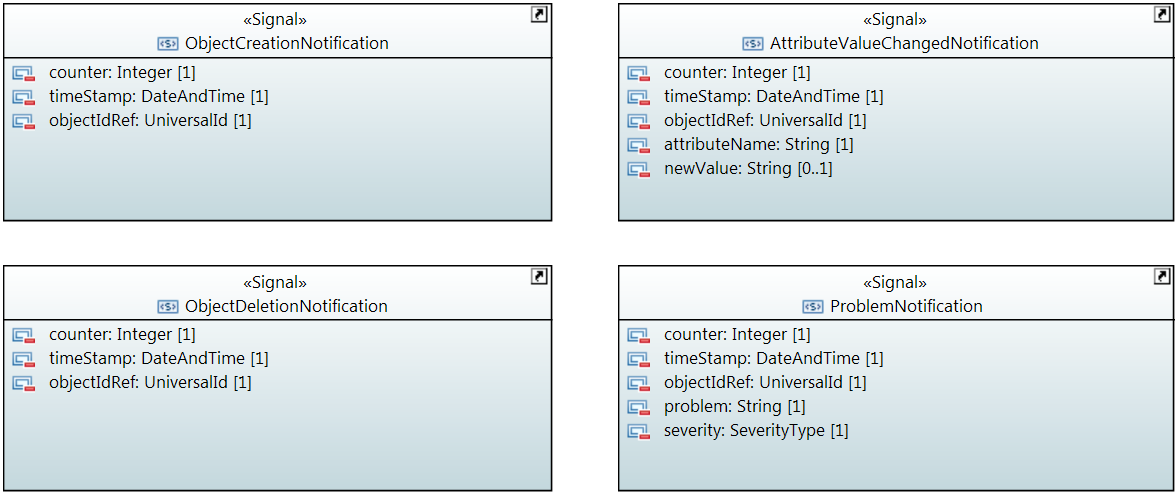 «Signal»
ObjectCreationNotification
counter: Integer [1]
timeStamp: DateAndTime [1]
objectIdRef: UniversalId [1]
«Signal»
AttributeValueChangedNotification
counter: Integer [1]
timeStamp: DateAndTime [1]
objectIdRef: UniversalId [1]
attributeName: String [1]
newValue: String [0..1]
«Signal»
ObjectDeletionNotification
counter: Integer [1]
timeStamp: DateAndTime [1]
objectIdRef: UniversalId [1]
«Signal»
ProblemNotification
counter: Integer [1]
timeStamp: DateAndTime [1]
objectIdRef: UniversalId [1]
problem: String [1]
severity: SeverityType [1]